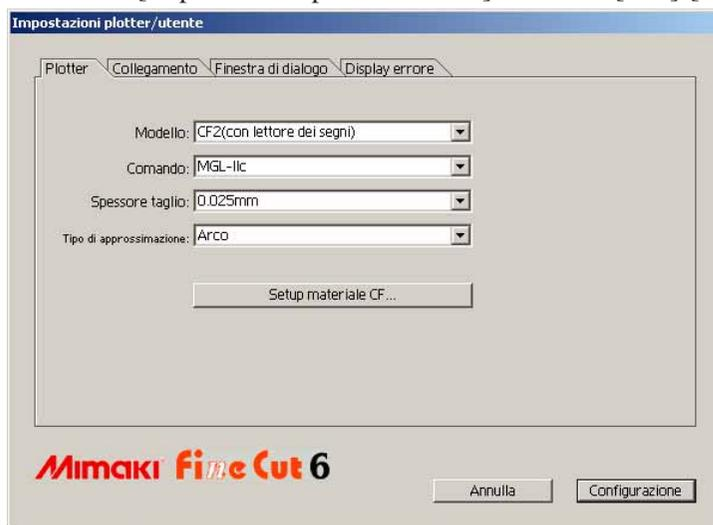 Impostazioni plotter/utente
Plotter Collegamento Finestra di dialogo Display errore
Modello: CF2(con lettore dei segni)
Comando: MGL-IIc
Spessore taglio: 0.025mm
Tipo di approssimazione: Arco
Setup materiale CF...
MIMAKI Fine Cut 6
Annulla Configurazione